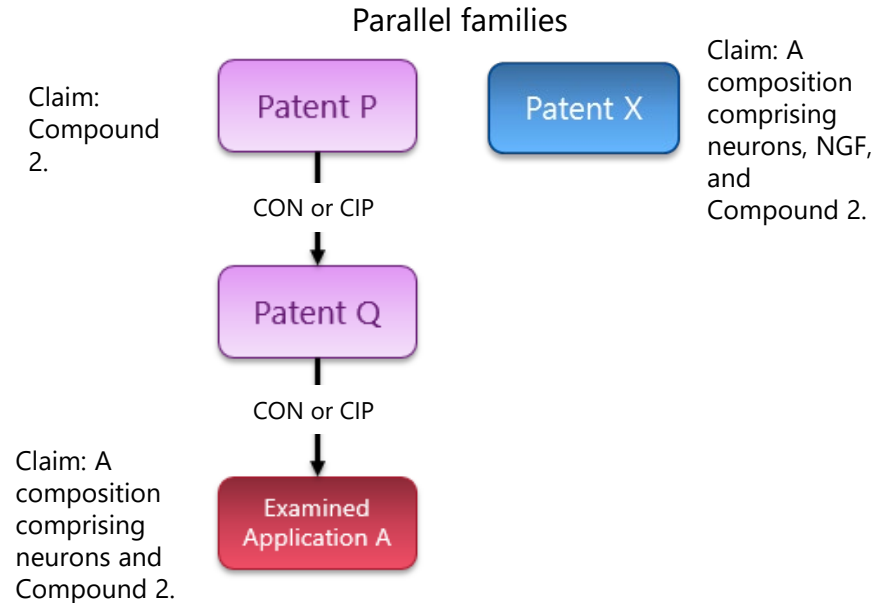 Parallel families
Claim:
Compound
2.
Patent P
Patent X
Claim: A
composition
comprising
neurons, NGF,
and
Compound 2.
CON or CIP
Patent Q
CON or CIP
Claim: A
composition
comprising
neurons and
Compound 2.
Examined
Application A